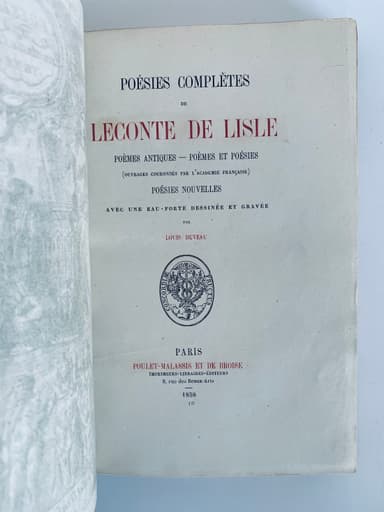 POÉSIES COMPLÈTES
DE
LECONTE DE LISLE
POÈMES ANTIQUES — POÈMES ET POÉSIES
(OUVRAGES COURONNÉS PAR L'ACADÉMIE FRANÇAISE)
POÉSIES NOUVELLES
AVEC UNE EAU-FORTE DESSINÉE ET GRAVÉE
PAR
LOUIS DUVEAU
CONCORDIÆ FRUCTUS
PARIS
POULET-MALASSIS ET DE BROISE
IMPRIMEURS-LIBRAIRES-ÉDITEURS
9, rue des Beaux-Arts
1858